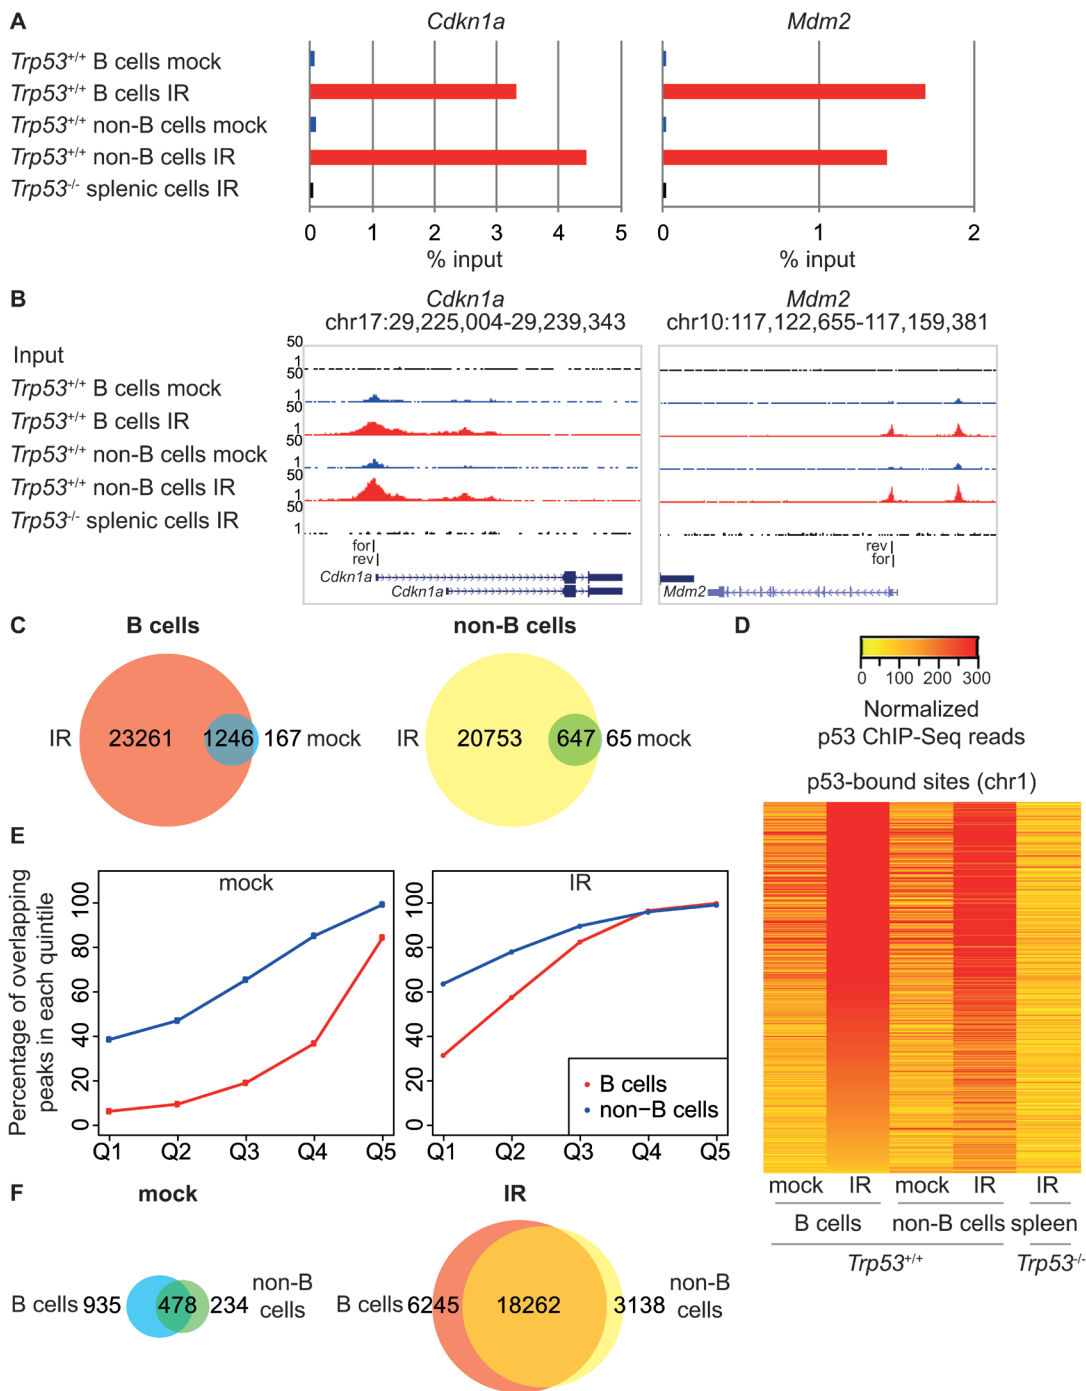 A
Cdkn1a
Mdm2
Trp53+/+ B cells mock
Trp53+/+ B cells IR
Trp53+/+ non-B cells mock
Trp53+/+ non-B cells IR
Trp53-/- splenic cells IR
0 1 2 3 4 5
% input
0 1 2
% input
B
Cdkn1a
chr17:29,225,004-29,239,343
Mdm2
chr10:117,122,655-117,159,381
Input
Trp53+/+ B cells mock
Trp53+/+ B cells IR
Trp53+/+ non-B cells mock
Trp53+/+ non-B cells IR
Trp53-/- splenic cells IR
50
1
50
1
50
1
50
1
50
1
50
1
for
rev
Cdkn1a
Cdkn1a
rev
for
Mdm2
C
B cells
IR 23261 1246 167 mock
non-B cells
IR 20753 647 65 mock
D
0 100 200 300
Normalized
p53 ChIP-Seq reads
p53-bound sites (chr1)
mock IR mock IR IR
B cells non-B cells spleen
Trp53+/+ Trp53-/-
E
Percentage of overlapping
peaks in each quintile
mock
100
80
60
40
20
0
Q1 Q2 Q3 Q4 Q5
IR
100
80
60
40
20
0
B cells
non-B cells
Q1 Q2 Q3 Q4 Q5
F
mock
B cells 935 478 234 non-B
cells
IR
B cells 6245 18262 3138 non-B
cells